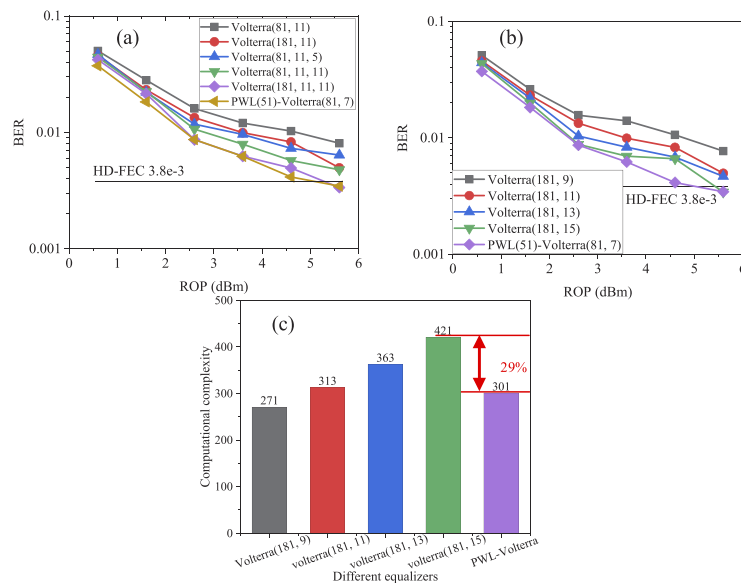 (a)
Volterra(81, 11)
Volterra(181, 11)
Volterra(81, 11, 5)
Volterra(81, 11, 11)
Volterra(181, 11, 11)
PWL(51)-Volterra(81, 7)
HD-FEC 3.8e-3
0.1
0.01
0.001
BER
0 1 2 3 4 5 6
ROP (dBm)
(b)
0.1
0.01
0.001
BER
Volterra(181, 9)
Volterra(181, 11)
Volterra(181, 13)
Volterra(181, 15)
PWL(51)-Volterra(81, 7)
HD-FEC 3.8e-3
0 1 2 3 4 5 6
ROP (dBm)
(c)
500
400
300
200
100
0
Computational complexity
271
313
363
421
301
29%
Volterra(181, 9)
volterra(181, 11)
volterra(181, 13)
volterra(181, 15)
PWL-Volterra
Different equalizers